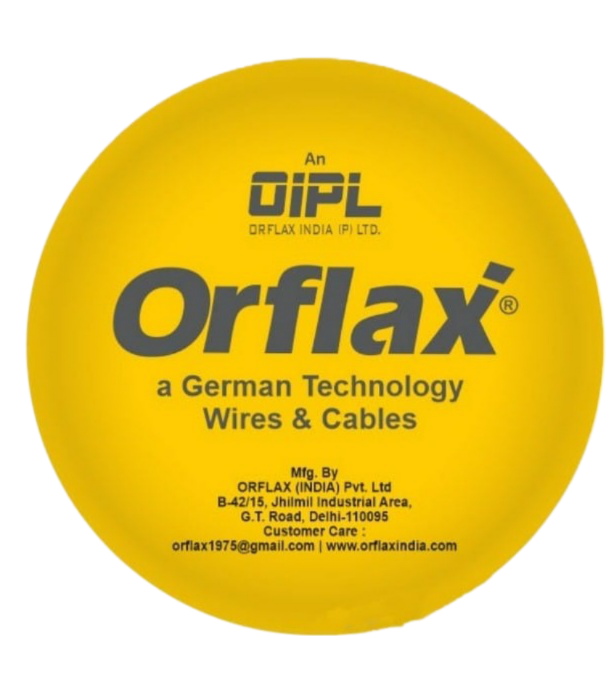 An
OIPL
ORFLAX INDIA (P) LTD.
Orflax®
a German Technology
Wires & Cables
Mfg. By
ORFLAX (INDIA) Pvt. Ltd
B-42/15, Jhilmil Industrial Area,
G.T. Road, Delhi-110095
Customer Care :
orflax1975@gmail.com | www.orflaxindia.com